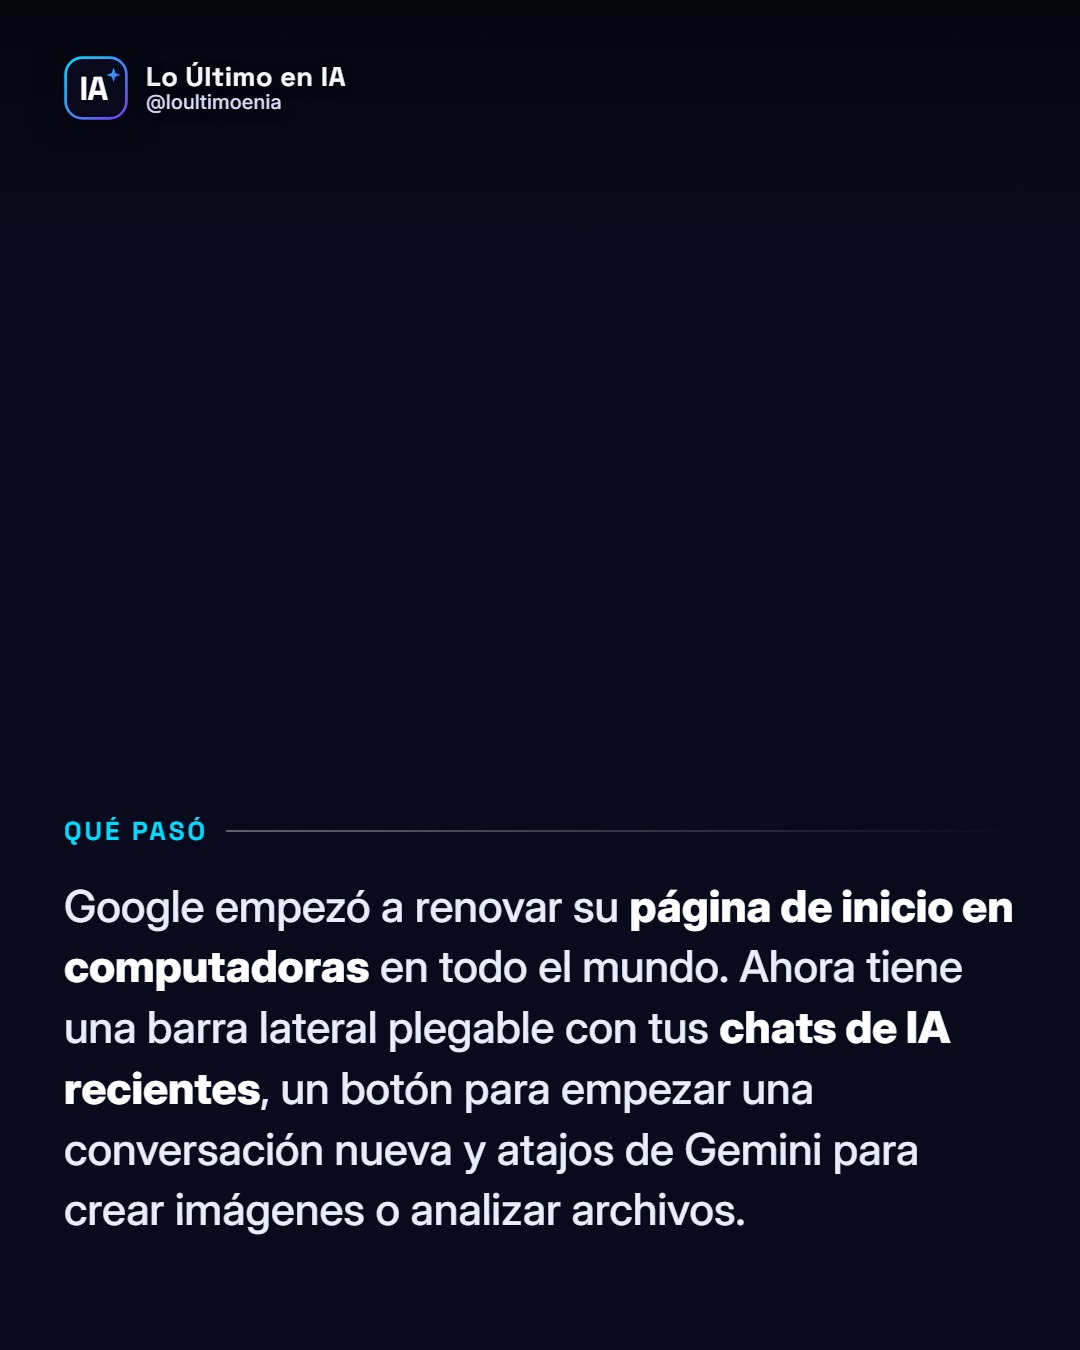 IA
Lo Último en IA
@loultimoenia
QUÉ PASÓ
Google empezó a renovar su página de inicio en
computadoras en todo el mundo. Ahora tiene
una barra lateral plegable con tus chats de IA
recientes, un botón para empezar una
conversación nueva y atajos de Gemini para
crear imágenes o analizar archivos.